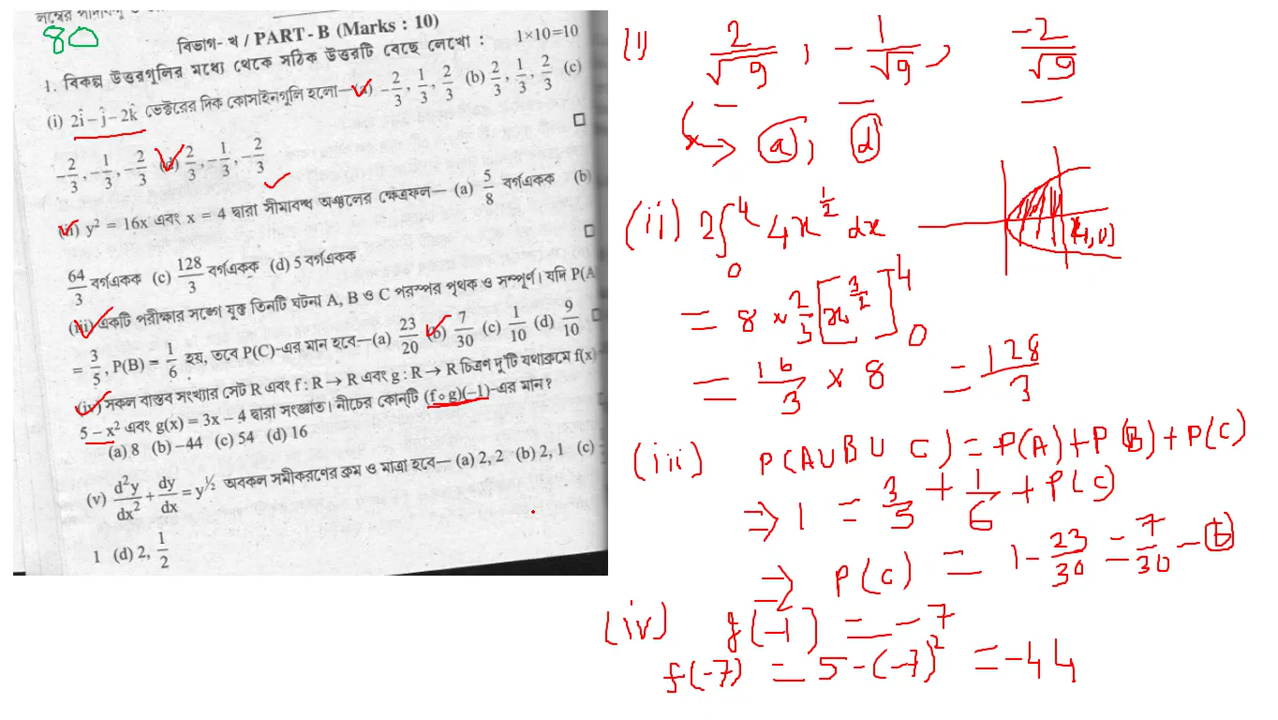 80
বিভাগ- খ / PART - B (Marks : 10)
1. বিকল্প উত্তরগুলির মধ্যে থেকে সঠিক উত্তরটি বেছে লেখো : 1×10=10
(i) 2î – ĵ – 2k̂ ভেক্টরের দিক কোসাইনগুলি হলো— (a) –2/3, 1/3, 2/3 (b) 2/3, 1/3, 2/3 (c)
–2/3, –1/3, –2/3 (d) 2/3, –1/3, –2/3
(ii) y² = 16x এবং x = 4 দ্বারা সীমাবদ্ধ অঞ্চলের ক্ষেত্রফল— (a) 5/8 বর্গএকক (b)
64/3 বর্গএকক (c) 128/3 বর্গএকক (d) 5 বর্গএকক
(iii) একটি পরীক্ষার সঙ্গে যুক্ত তিনটি ঘটনা A, B ও C পরস্পর পৃথক ও সম্পূর্ণ। যদি P(A
= 3/5, P(B) = 1/6 হয়, তবে P(C)-এর মান হবে—(a) 23/20 (b) 7/30 (c) 1/10 (d) 9/10
(iv) সকল বাস্তব সংখ্যার সেট R এবং f : R → R এবং g : R → R চিত্রণ দু'টি যথাক্রমে f(x)
5 – x² এবং g(x) = 3x – 4 দ্বারা সংজ্ঞাত। নীচের কোন্‌টি (f∘g)(–1)-এর মান?
(a) 8 (b) –44 (c) 54 (d) 16
(v) d²y/dx² + dy/dx = y^½ অবকল সমীকরণের ক্রম ও মাত্রা হবে— (a) 2, 2 (b) 2, 1 (c)
1 (d) 2, 1/2
(i) 2/√9 , -1/√9 , -2/√9
x → (a), (d)
(ii) 2∫₀⁴ 4x^(1/2) dx
(4,0)
= 8 × 2/3 [x^(3/2)]₀⁴
= 16/3 × 8 = 128/3
(iii) P(A∪B∪C) = P(A)+P(B)+P(C)
⇒ 1 = 3/5 + 1/6 + P(C)
⇒ P(C) = 1 - 23/30 = 7/30 - (b)
(iv) g(-1) = -7
f(-7) = 5-(-7)² = -44